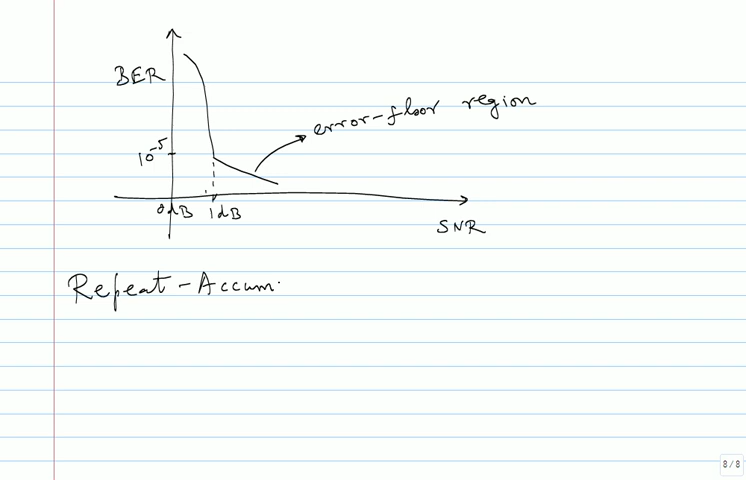 BER
error-floor region
10^-5
0dB 1dB
SNR
Repeat-Accum
8/8